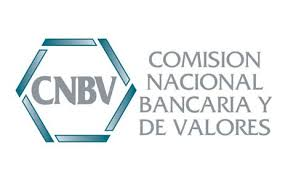 CNBV
COMISION
NACIONAL
BANCARIA Y
DE VALORES